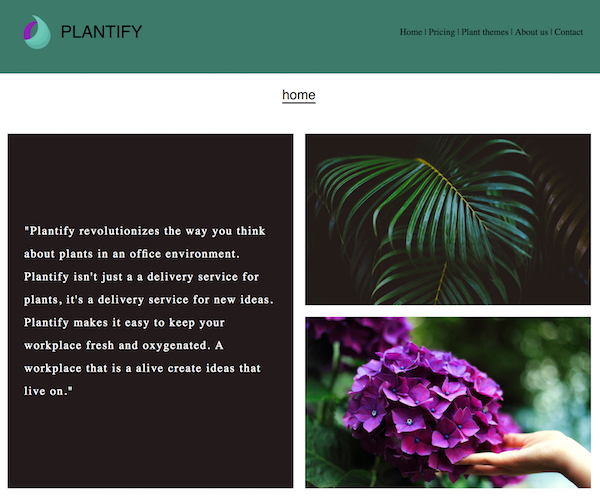 PLANTIFY
Home | Pricing | Plant themes | About us | Contact
home
"Plantify revolutionizes the way you think
about plants in an office environment.
Plantify isn't just a a delivery service for
plants, it's a delivery service for new ideas.
Plantify makes it easy to keep your
workplace fresh and oxygenated. A
workplace that is a alive create ideas that
live on."